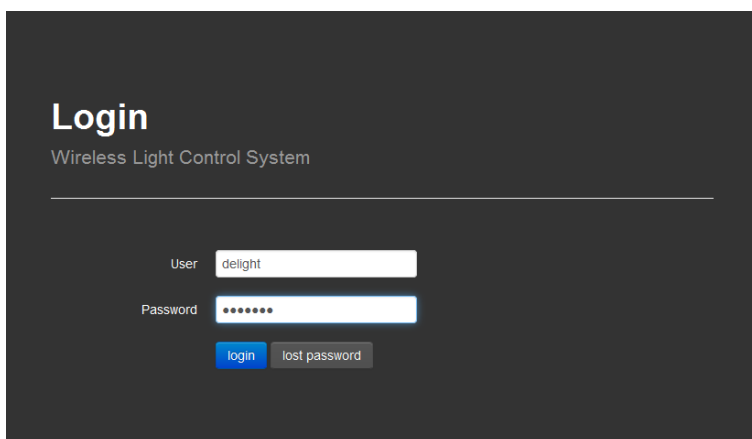 Login
Wireless Light Control System
User delight
Password •••••••
login lost password